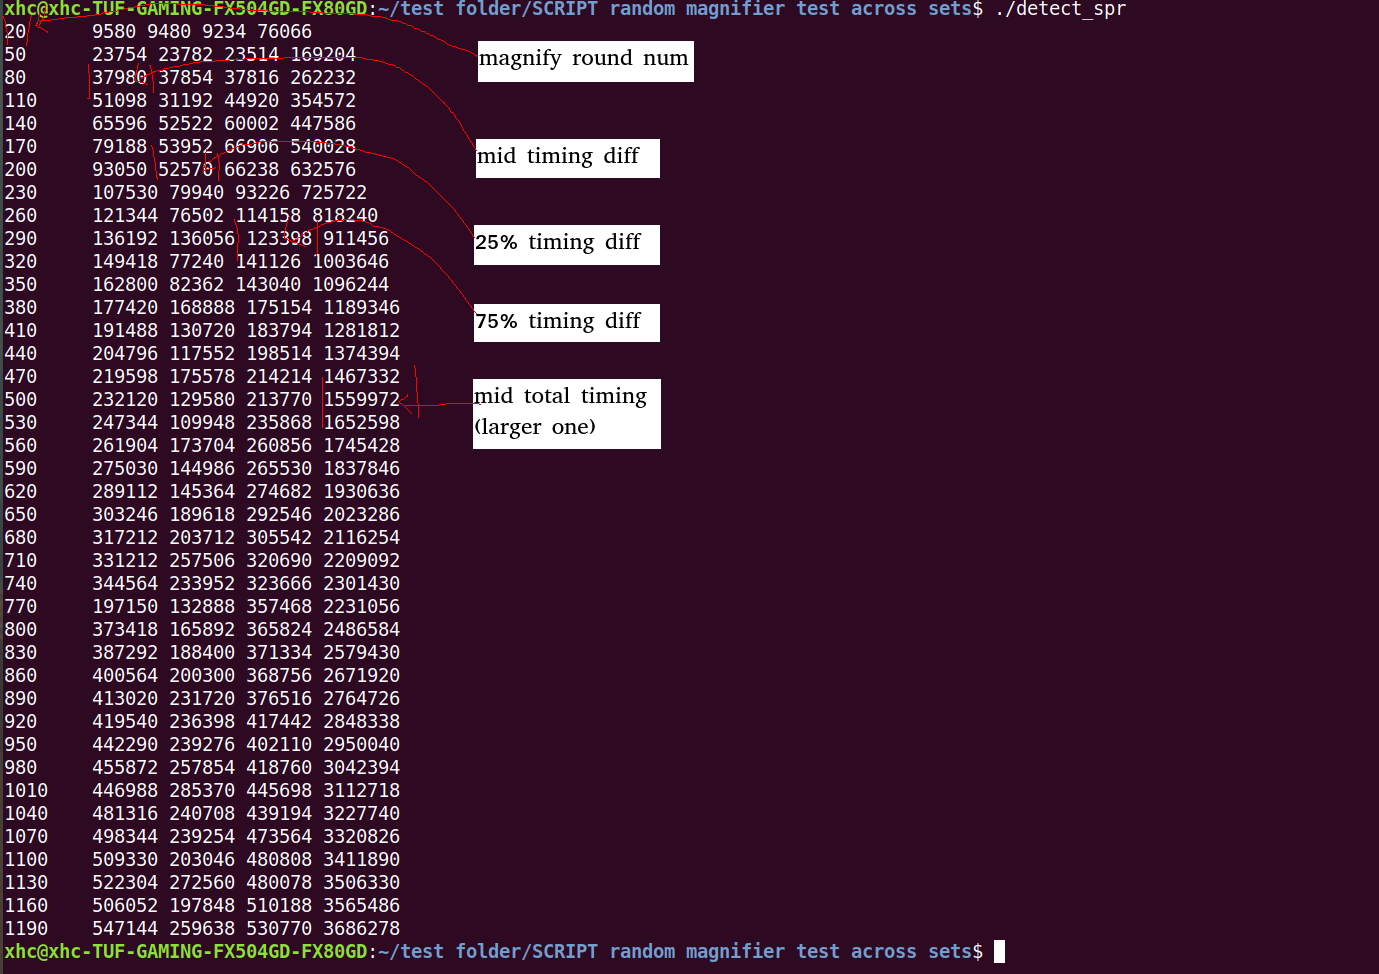 xhc@xhc-TUF-GAMING-FX504GD-FX80GD:~/test folder/SCRIPT random magnifier test across sets$ ./detect_spr
20 9580 9480 9234 76066
50 23754 23782 23514 169204
80 37980 37854 37816 262232
110 51098 31192 44920 354572
140 65596 52522 60002 447586
170 79188 53952 66906 540028
200 93050 52570 66238 632576
230 107530 79940 93226 725722
260 121344 76502 114158 818240
290 136192 136056 123398 911456
320 149418 77240 141126 1003646
350 162800 82362 143040 1096244
380 177420 168888 175154 1189346
410 191488 130720 183794 1281812
440 204796 117552 198514 1374394
470 219598 175578 214214 1467332
500 232120 129580 213770 1559972
530 247344 109948 235868 1652598
560 261904 173704 260856 1745428
590 275030 144986 265530 1837846
620 289112 145364 274682 1930636
650 303246 189618 292546 2023286
680 317212 203712 305542 2116254
710 331212 257506 320690 2209092
740 344564 233952 323666 2301430
770 197150 132888 357468 2231056
800 373418 165892 365824 2486584
830 387292 188400 371334 2579430
860 400564 200300 368756 2671920
890 413020 231720 376516 2764726
920 419540 236398 417442 2848338
950 442290 239276 402110 2950040
980 455872 257854 418760 3042394
1010 446988 285370 445698 3112718
1040 481316 240708 439194 3227740
1070 498344 239254 473564 3320826
1100 509330 203046 480808 3411890
1130 522304 272560 480078 3506330
1160 506052 197848 510188 3565486
1190 547144 259638 530770 3686278
xhc@xhc-TUF-GAMING-FX504GD-FX80GD:~/test folder/SCRIPT random magnifier test across sets$
magnify round num
mid timing diff
25% timing diff
75% timing diff
mid total timing
(larger one)